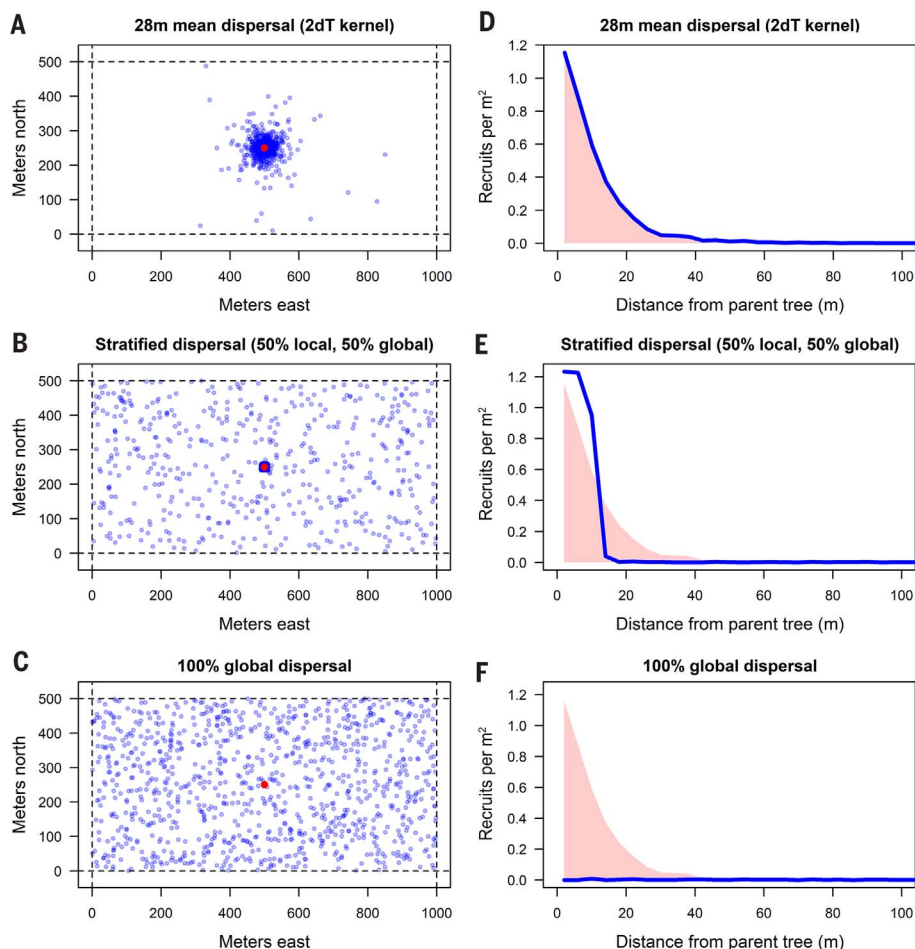 A
28m mean dispersal (2dT kernel)
Meters north
500
400
300
200
100
0
0 200 400 600 800 1000
Meters east
D
28m mean dispersal (2dT kernel)
Recruits per m²
1.2
1.0
0.8
0.6
0.4
0.2
0.0
0 20 40 60 80 100
Distance from parent tree (m)
B
Stratified dispersal (50% local, 50% global)
Meters north
500
400
300
200
100
0
0 200 400 600 800 1000
Meters east
E
Stratified dispersal (50% local, 50% global)
Recruits per m²
1.2
1.0
0.8
0.6
0.4
0.2
0.0
0 20 40 60 80 100
Distance from parent tree (m)
C
100% global dispersal
Meters north
500
400
300
200
100
0
0 200 400 600 800 1000
Meters east
F
100% global dispersal
Recruits per m²
1.2
1.0
0.8
0.6
0.4
0.2
0.0
0 20 40 60 80 100
Distance from parent tree (m)